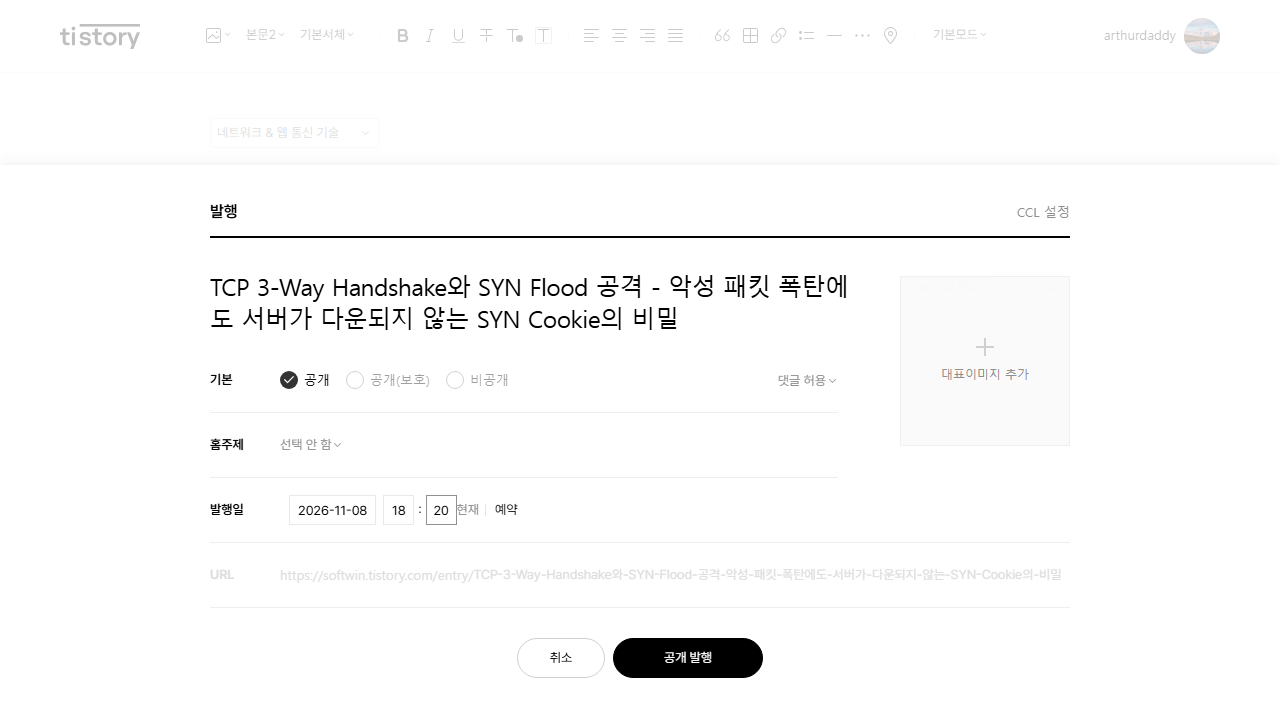 tistory
본문2
기본서체
B I U T T T
기본모드
arthurdaddy
네트워크 & 웹 통신 기술
발행
CCL 설정
TCP 3-Way Handshake와 SYN Flood 공격 - 악성 패킷 폭탄에
도 서버가 다운되지 않는 SYN Cookie의 비밀
대표이미지 추가
기본 공개 공개(보호) 비공개 댓글 허용
홈주제 선택 안 함
발행일 2026-11-08 18 : 20 현재 예약
URL https://softwin.tistory.com/entry/TCP-3-Way-Handshake와-SYN-Flood-공격-악성-패킷-폭탄에도-서버가-다운되지-않는-SYN-Cookie의-비밀
취소 공개 발행